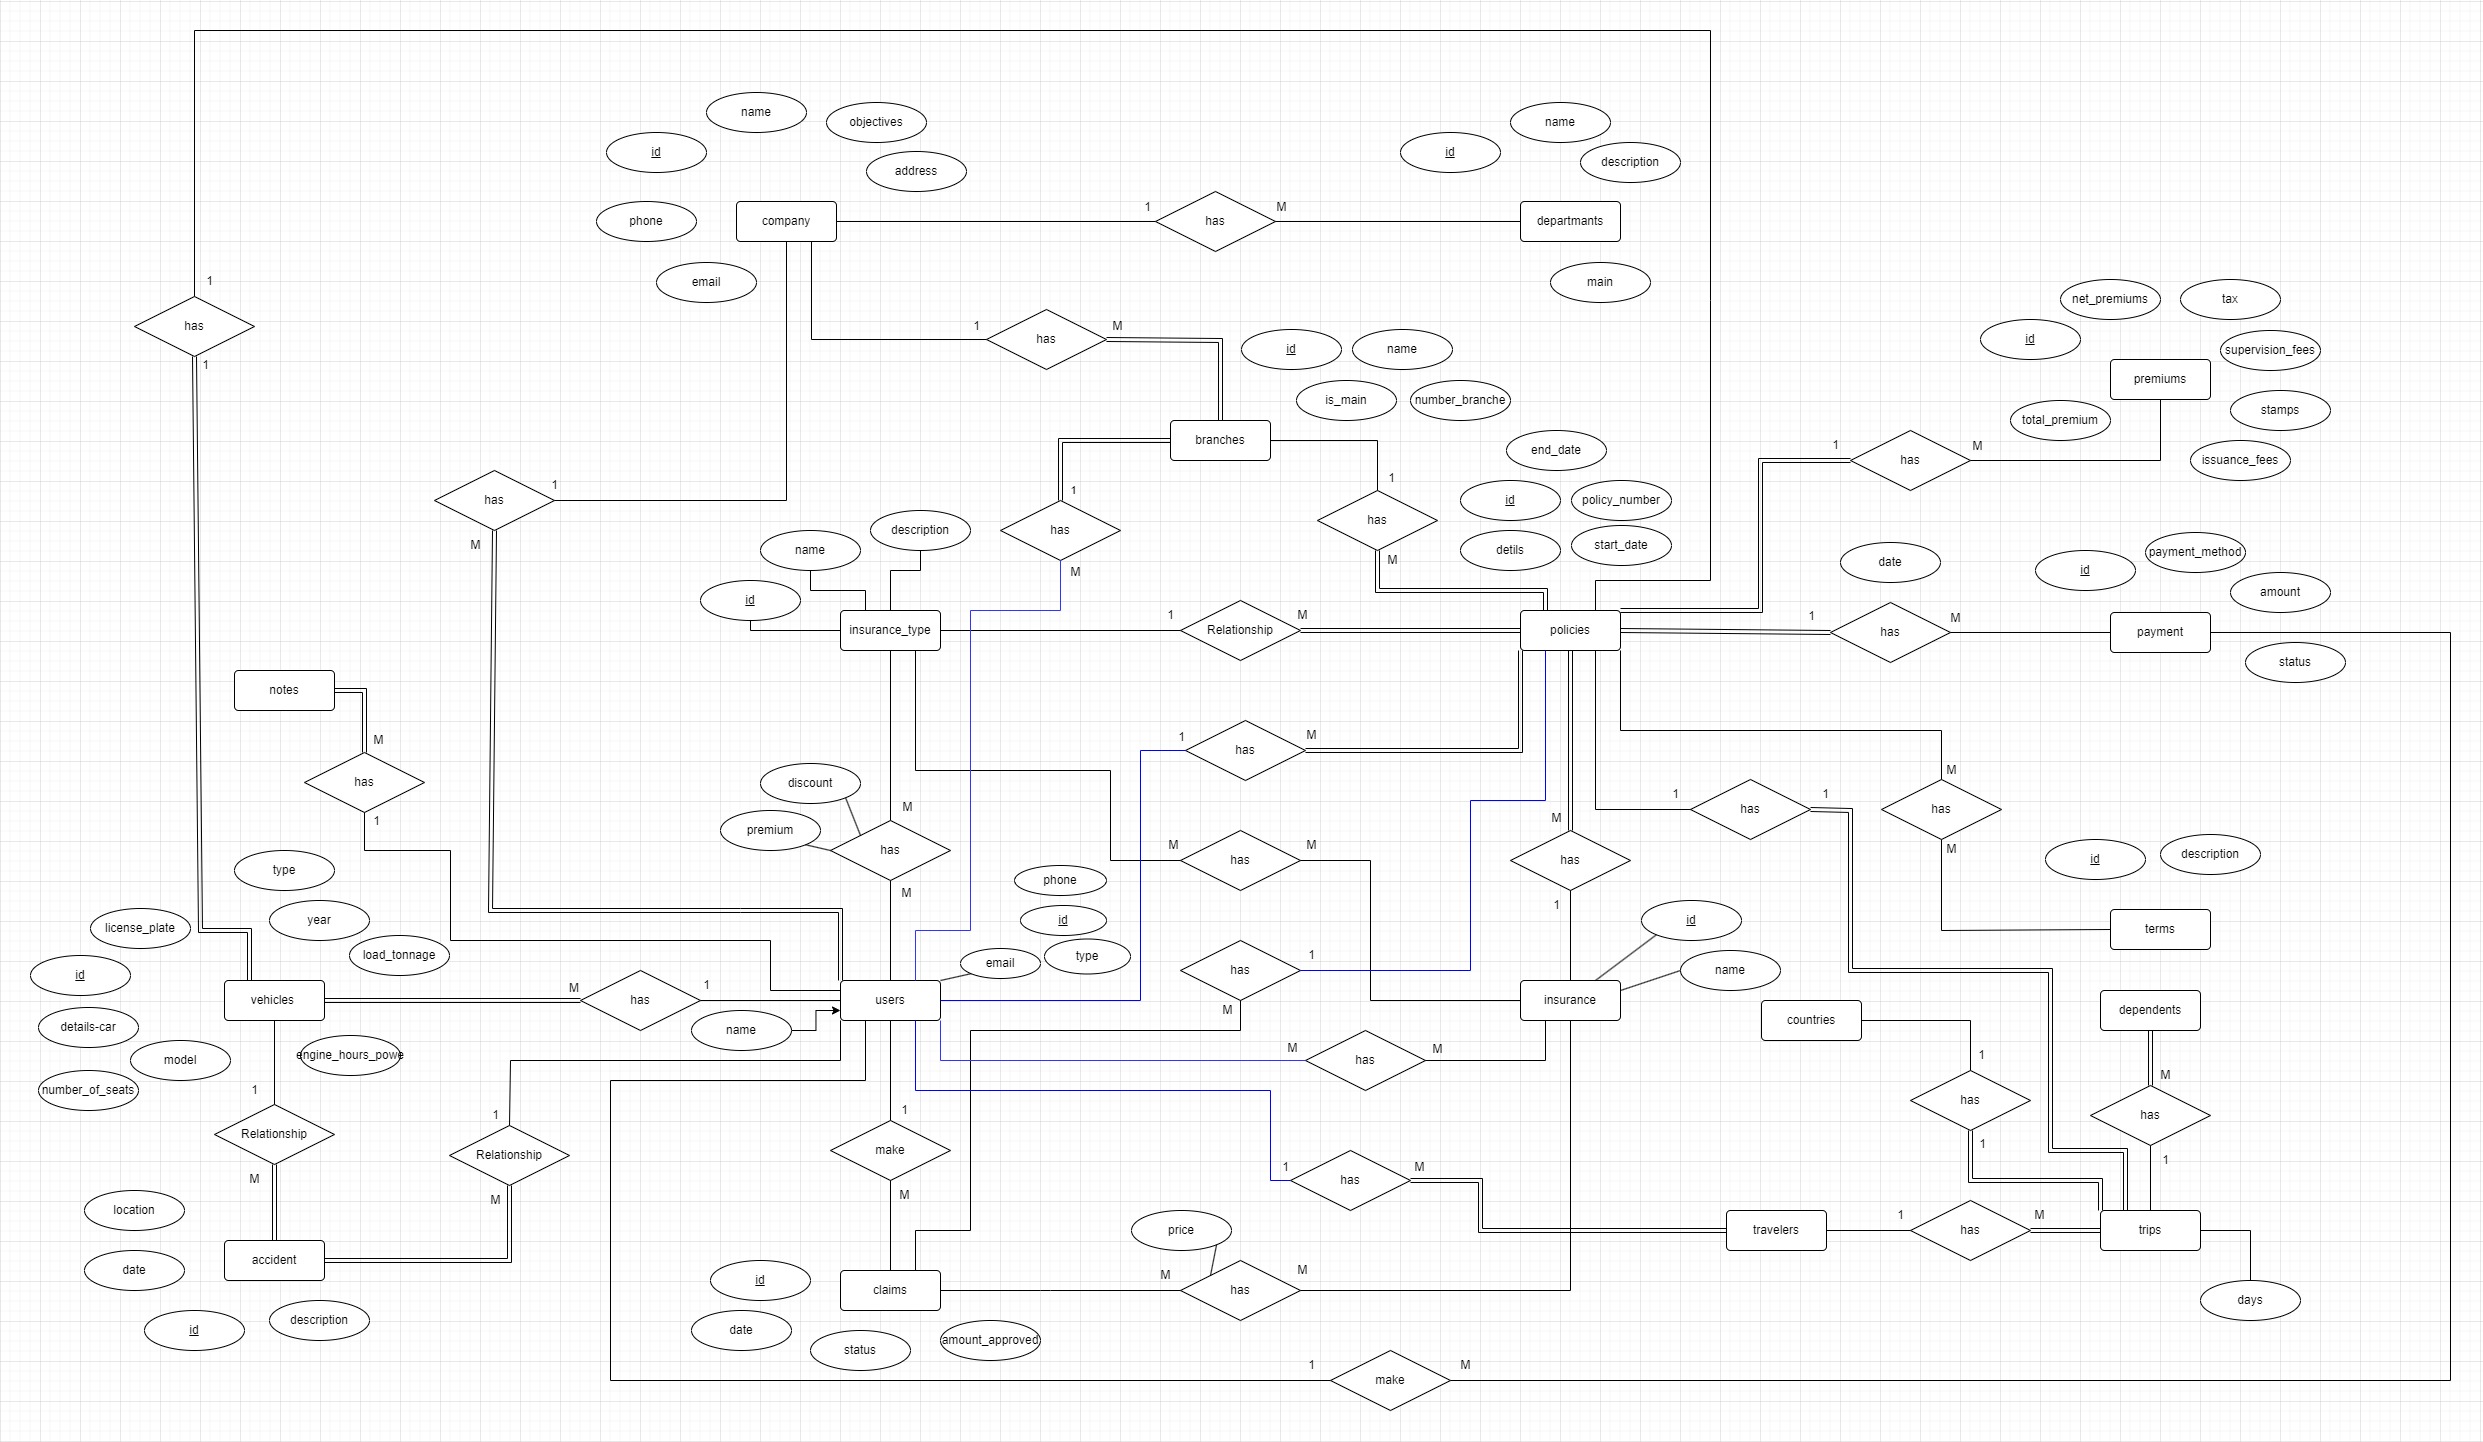 name
objectives
id
address
phone
company
email
1
has
M
name
id
description
departmants
main
1
has
1
1
has
M
id
name
is_main
number_branche
branches
net_premiums
tax
id
supervision_fees
premiums
stamps
total_premium
issuance_fees
1
has
M
1
has
M
1
has
M
1
has
M
end_date
id
policy_number
detils
start_date
policies
description
name
id
insurance_type
1
Relationship
M
date
1
has
M
id
payment_method
amount
payment
status
notes
M
has
1
1
has
M
discount
premium
M
has
M
M
has
M
M
has
1
1
has
1
M
has
M
id
description
terms
type
license_plate
year
load_tonnage
id
vehicles
details-car
model
engine_hours_powe
number_of_seats
M
has
1
phone
id
email
type
users
name
has
1
M
id
name
insurance
countries
dependents
M
has
M
1
has
1
M
has
1
1
Relationship
M
1
Relationship
M
1
make
M
1
has
M
travelers
1
has
M
trips
days
location
accident
date
id
description
price
M
has
M
id
claims
date
status
amount_approved
1
make
M